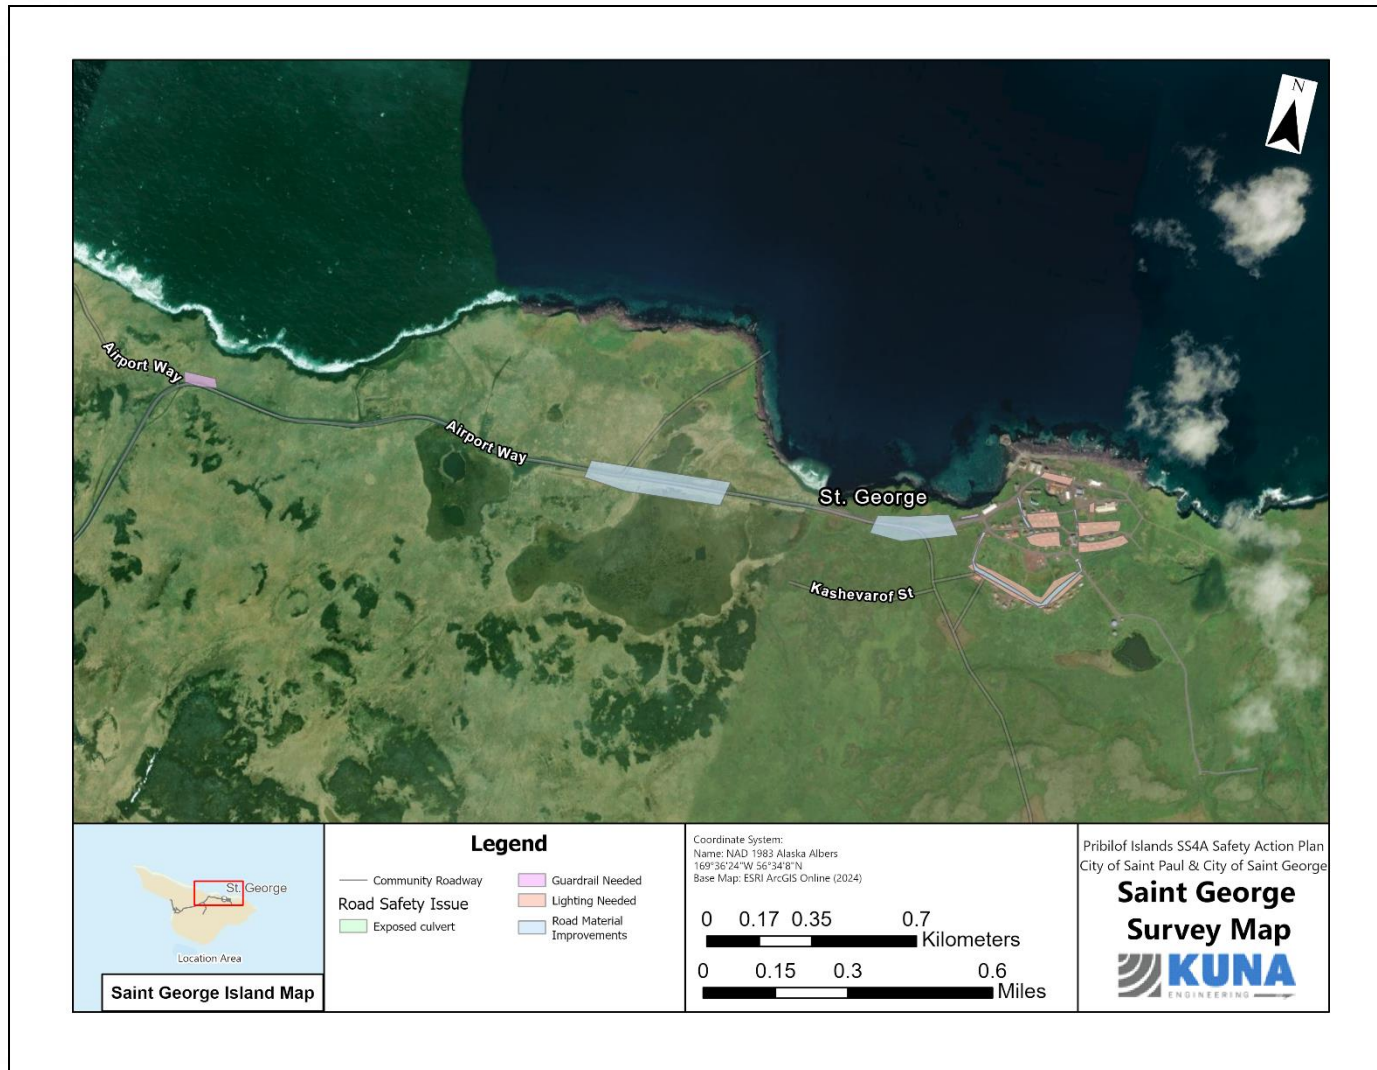 N
Airport Way
Airport Way
St. George
Kashevarof St
St. George
Location Area
Saint George Island Map
Legend
Community Roadway
Road Safety Issue
Exposed culvert
Guardrail Needed
Lighting Needed
Road Material
Improvements
Coordinate System:
Name: NAD 1983 Alaska Albers
169°36'24"W 56°34'8"N
Base Map: ESRI ArcGIS Online (2024)
0 0.17 0.35 0.7
Kilometers
0 0.15 0.3 0.6
Miles
Pribilof Islands SS4A Safety Action Plan
City of Saint Paul & City of Saint George
Saint George
Survey Map
KUNA
ENGINEERING